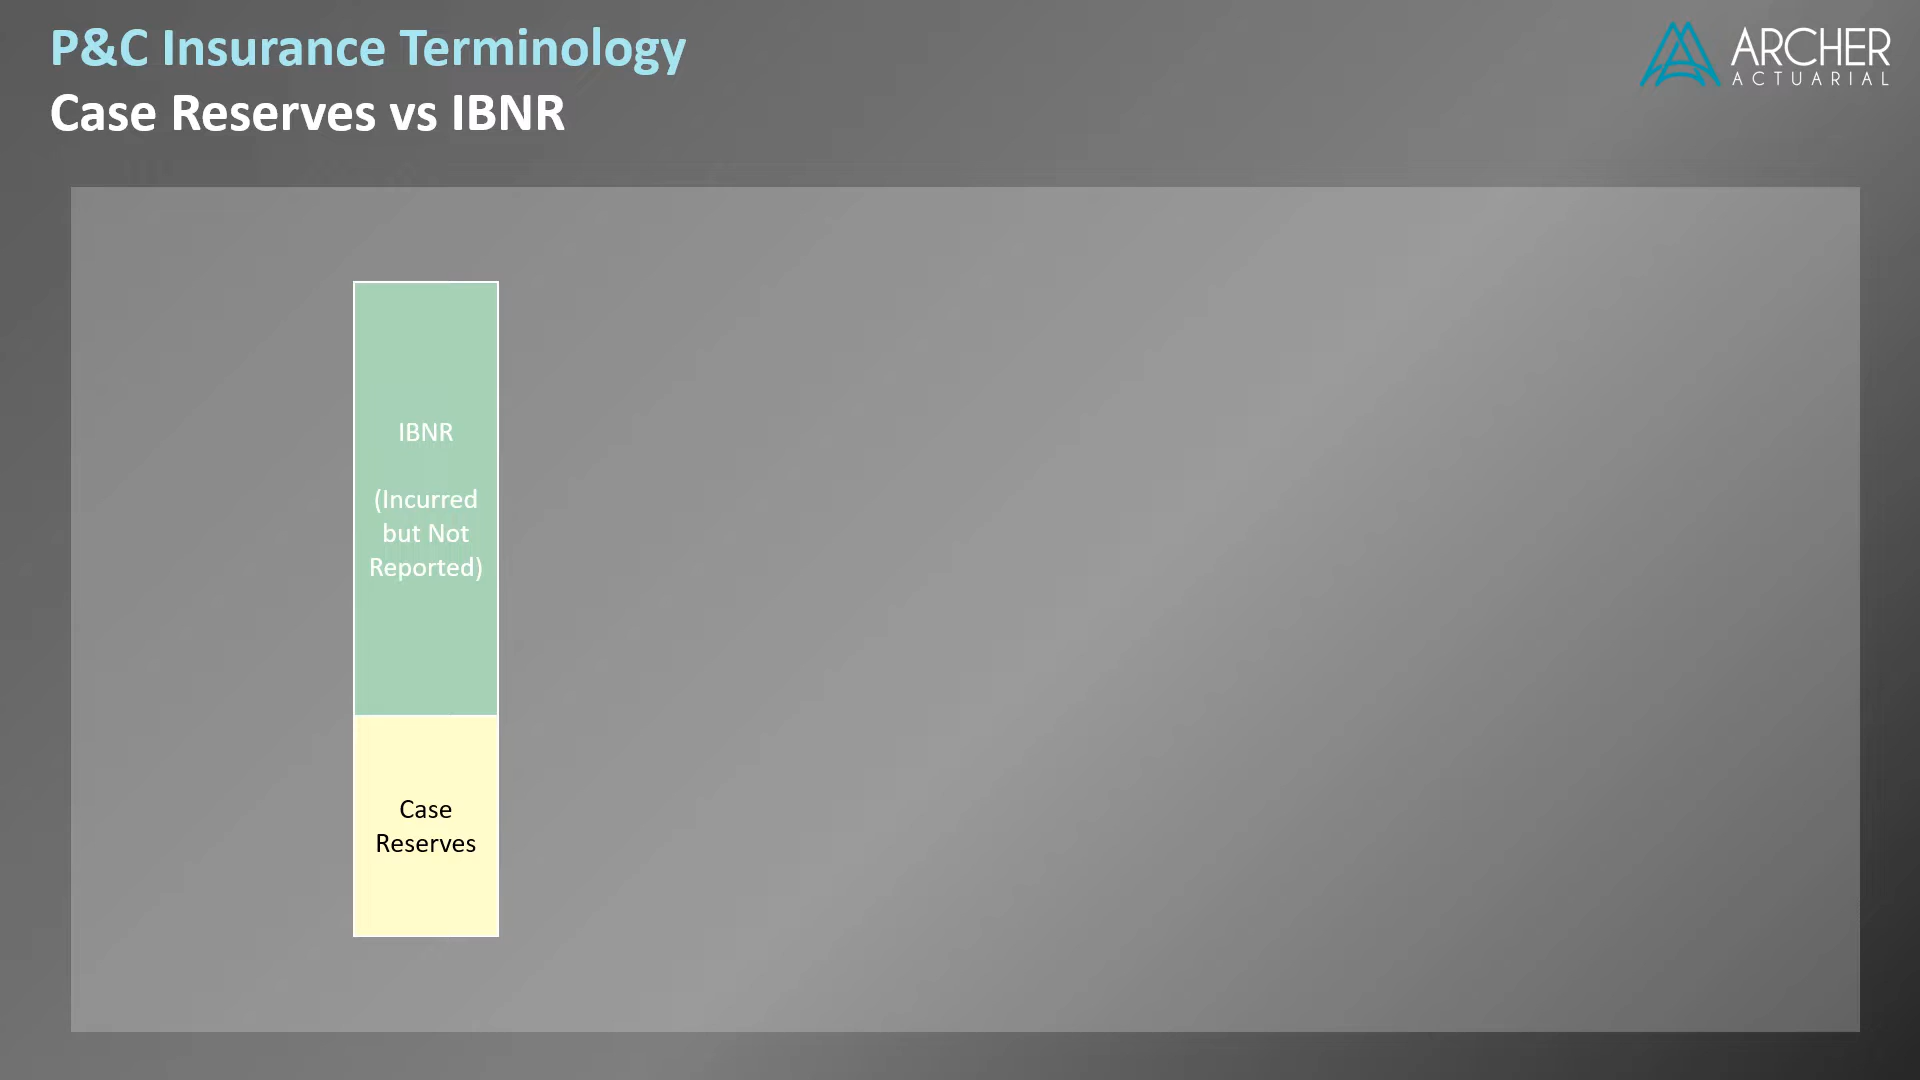 P&C Insurance Terminology
Case Reserves vs IBNR
ARCHER
ACTUARIAL
IBNR
(Incurred
but Not
Reported)
Case
Reserves